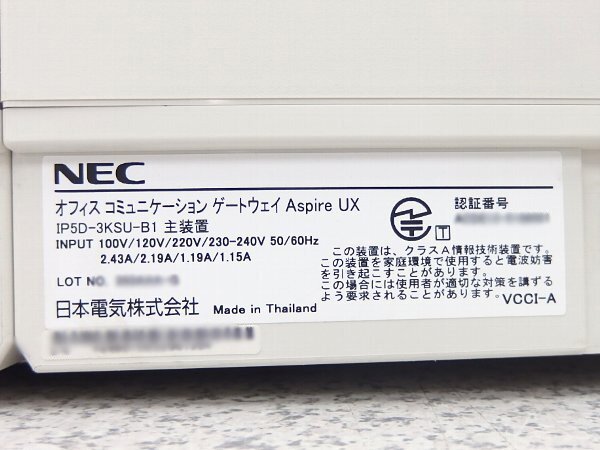 NEC
オフィス コミュニケーション ゲートウェイ Aspire UX
IP5D-3KSU-B1 主装置
INPUT 100V/120V/220V/230-240V 50/60Hz
2.43A/2.19A/1.19A/1.15A
LOT NO.
日本電気株式会社 Made in Thailand
T
認証番号
この装置は、クラスA情報技術装置です。
この装置を家庭環境で使用すると電波妨害
を引き起こすことがあります。
この場合には使用者が適切な対策を講ずる
よう要求されることがあります。 VCCI-A